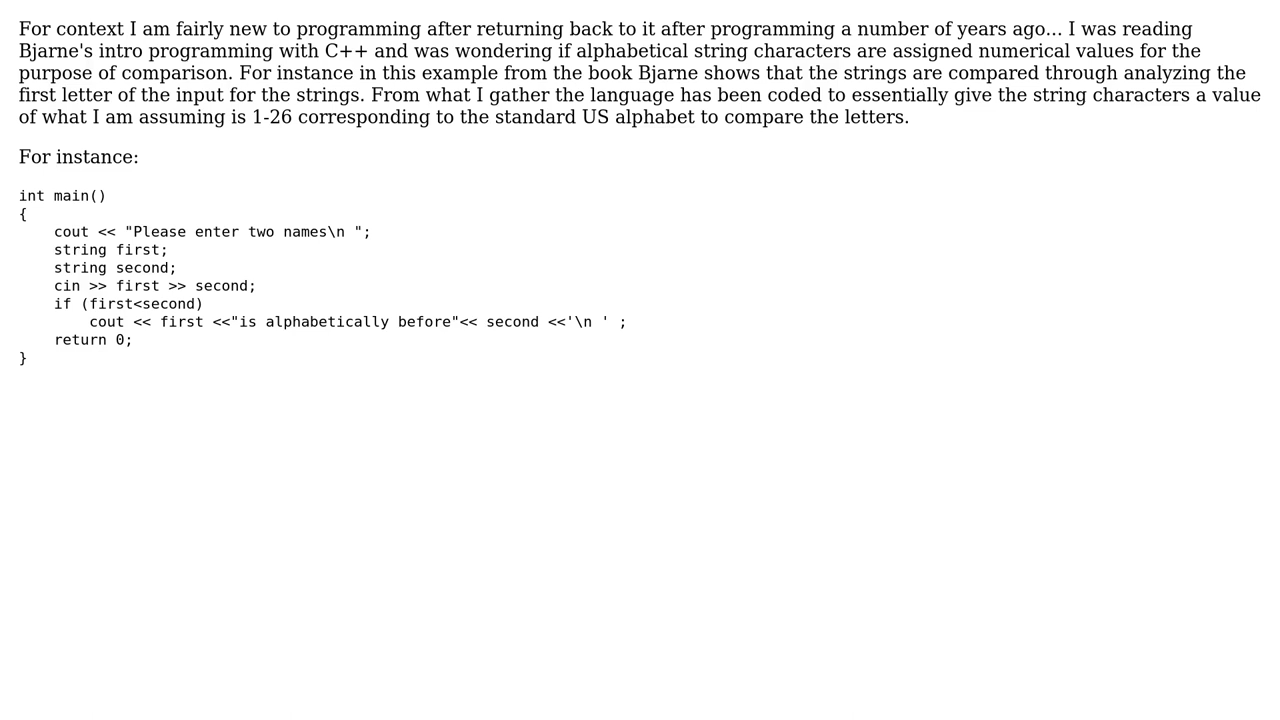 For context I am fairly new to programming after returning back to it after programming a number of years ago... I was reading
Bjarne's intro programming with C++ and was wondering if alphabetical string characters are assigned numerical values for the
purpose of comparison. For instance in this example from the book Bjarne shows that the strings are compared through analyzing the
first letter of the input for the strings. From what I gather the language has been coded to essentially give the string characters a value
of what I am assuming is 1-26 corresponding to the standard US alphabet to compare the letters.
For instance:
int main()
{
    cout << "Please enter two names\n ";
    string first;
    string second;
    cin >> first >> second;
    if (first<second)
        cout << first <<"is alphabetically before"<< second <<'\n ' ;
    return 0;
}